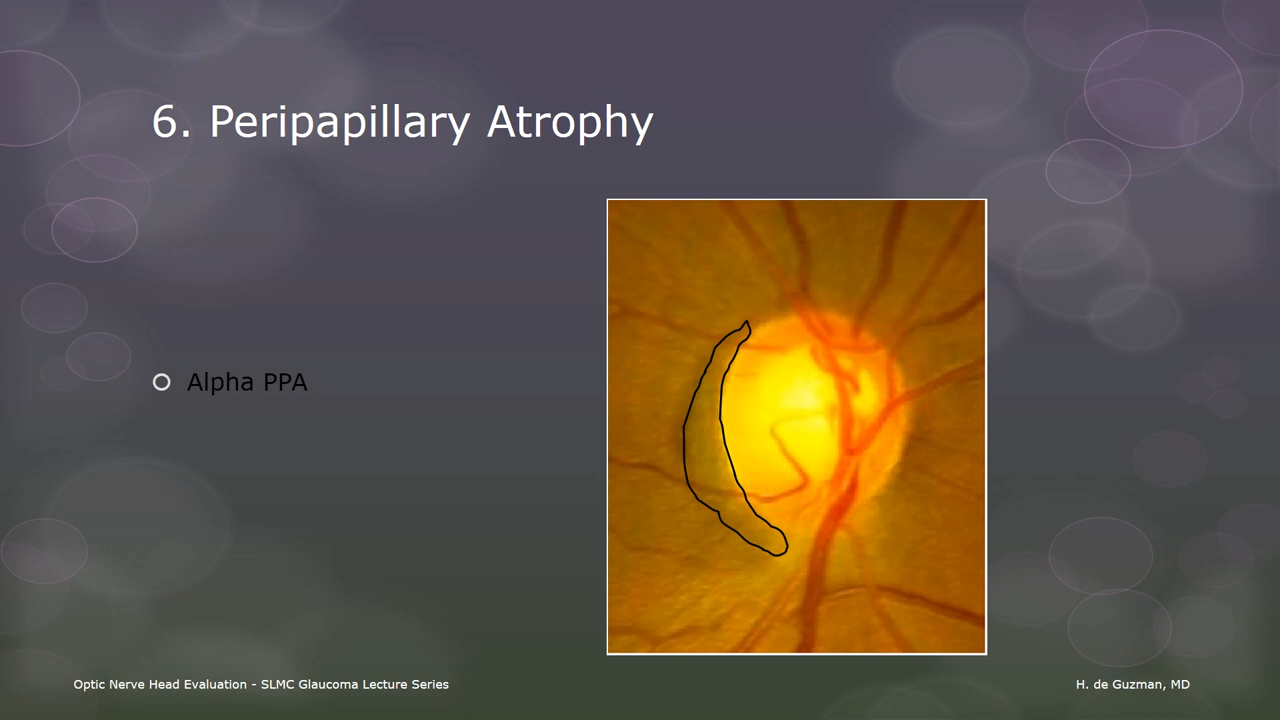 6. Peripapillary Atrophy
Alpha PPA
Optic Nerve Head Evaluation - SLMC Glaucoma Lecture Series
H. de Guzman, MD